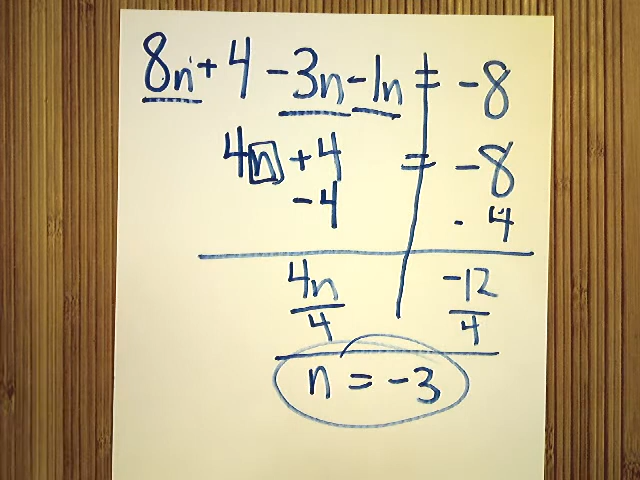 8n + 4 - 3n - 1n = -8
4n + 4 = -8
- 4 - 4
4n/4 -12/4
n = -3